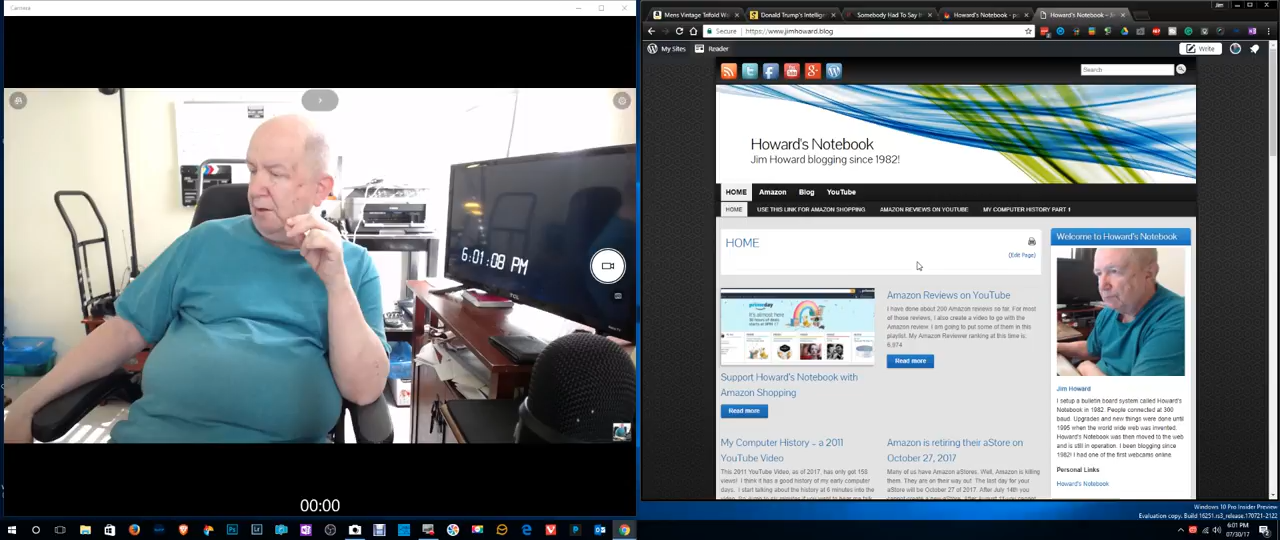 Camera
6:01:08 PM
TCL
00:00
Mens Vintage Trifold W
Donald Trump's Intellig
Somebody Had To Say I
Howard's Notebook - p
Howard's Notebook –
Jim
Secure
https://www.jimhoward.blog
My Sites
Reader
Write
Search
Howard's Notebook
Jim Howard blogging since 1982!
HOME
Amazon
Blog
YouTube
HOME
USE THIS LINK FOR AMAZON SHOPPING
AMAZON REVIEWS ON YOUTUBE
MY COMPUTER HISTORY PART 1
HOME
(Edit Page)
Support Howard's Notebook with
Amazon Shopping
Read more
Amazon Reviews on YouTube
I have done about 200 Amazon reviews so far. For most
of those reviews, I also create a video to go with the
Amazon review. I am going to put some of them in this
playlist. My Amazon Reviewer ranking at this time is:
6,974
Read more
My Computer History – a 2011
YouTube Video
This 2011 YouTube Video, as of 2017, has only got 158
views! I think it has a good history of my early computer
days. I start talking about the history at 6 minutes into the
Amazon is retiring their aStore on
October 27, 2017
Many of us have Amazon aStores. Well, Amazon is killing
them. They are on their way out. The last day for your
aStore will be October 27 of 2017. After July 14th you
Welcome to Howard's Notebook
Jim Howard
I setup a bulletin board system called Howard's
Notebook in 1982. People connected at 300
baud. Upgrades and new things were done until
1995 when the world wide web was invented.
Howard's Notebook was then moved to the web
and is still in operation. I been blogging since
1982! I had one of the first webcams online.
Personal Links
Howard's Notebook
Windows 10 Pro Insider Preview
Evaluation copy. Build 16251.rs3_release.170721-2122
6:01 PM
07/30/17